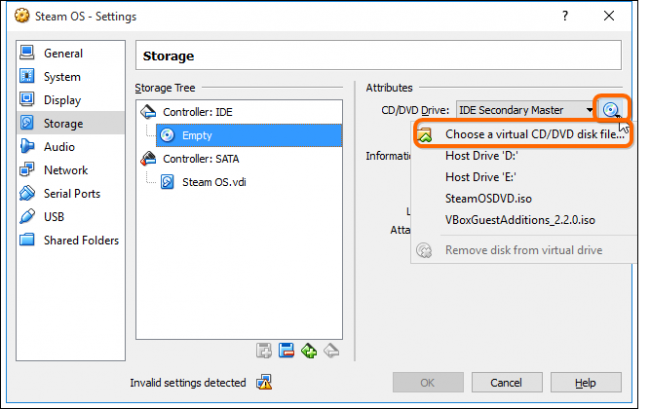 Steam OS - Settings
?
General
System
Display
Storage
Audio
Network
Serial Ports
USB
Shared Folders
Storage
Storage Tree
Controller: IDE
Empty
Controller: SATA
Steam OS.vdi
Attributes
CD/DVD Drive: IDE Secondary Master
Choose a virtual CD/DVD disk file...
Informati
Host Drive 'D:'
Host Drive 'E:'
SteamOSDVD.iso
L
VBoxGuestAdditions_2.2.0.iso
Atta
Remove disk from virtual drive
Invalid settings detected
OK
Cancel
Help